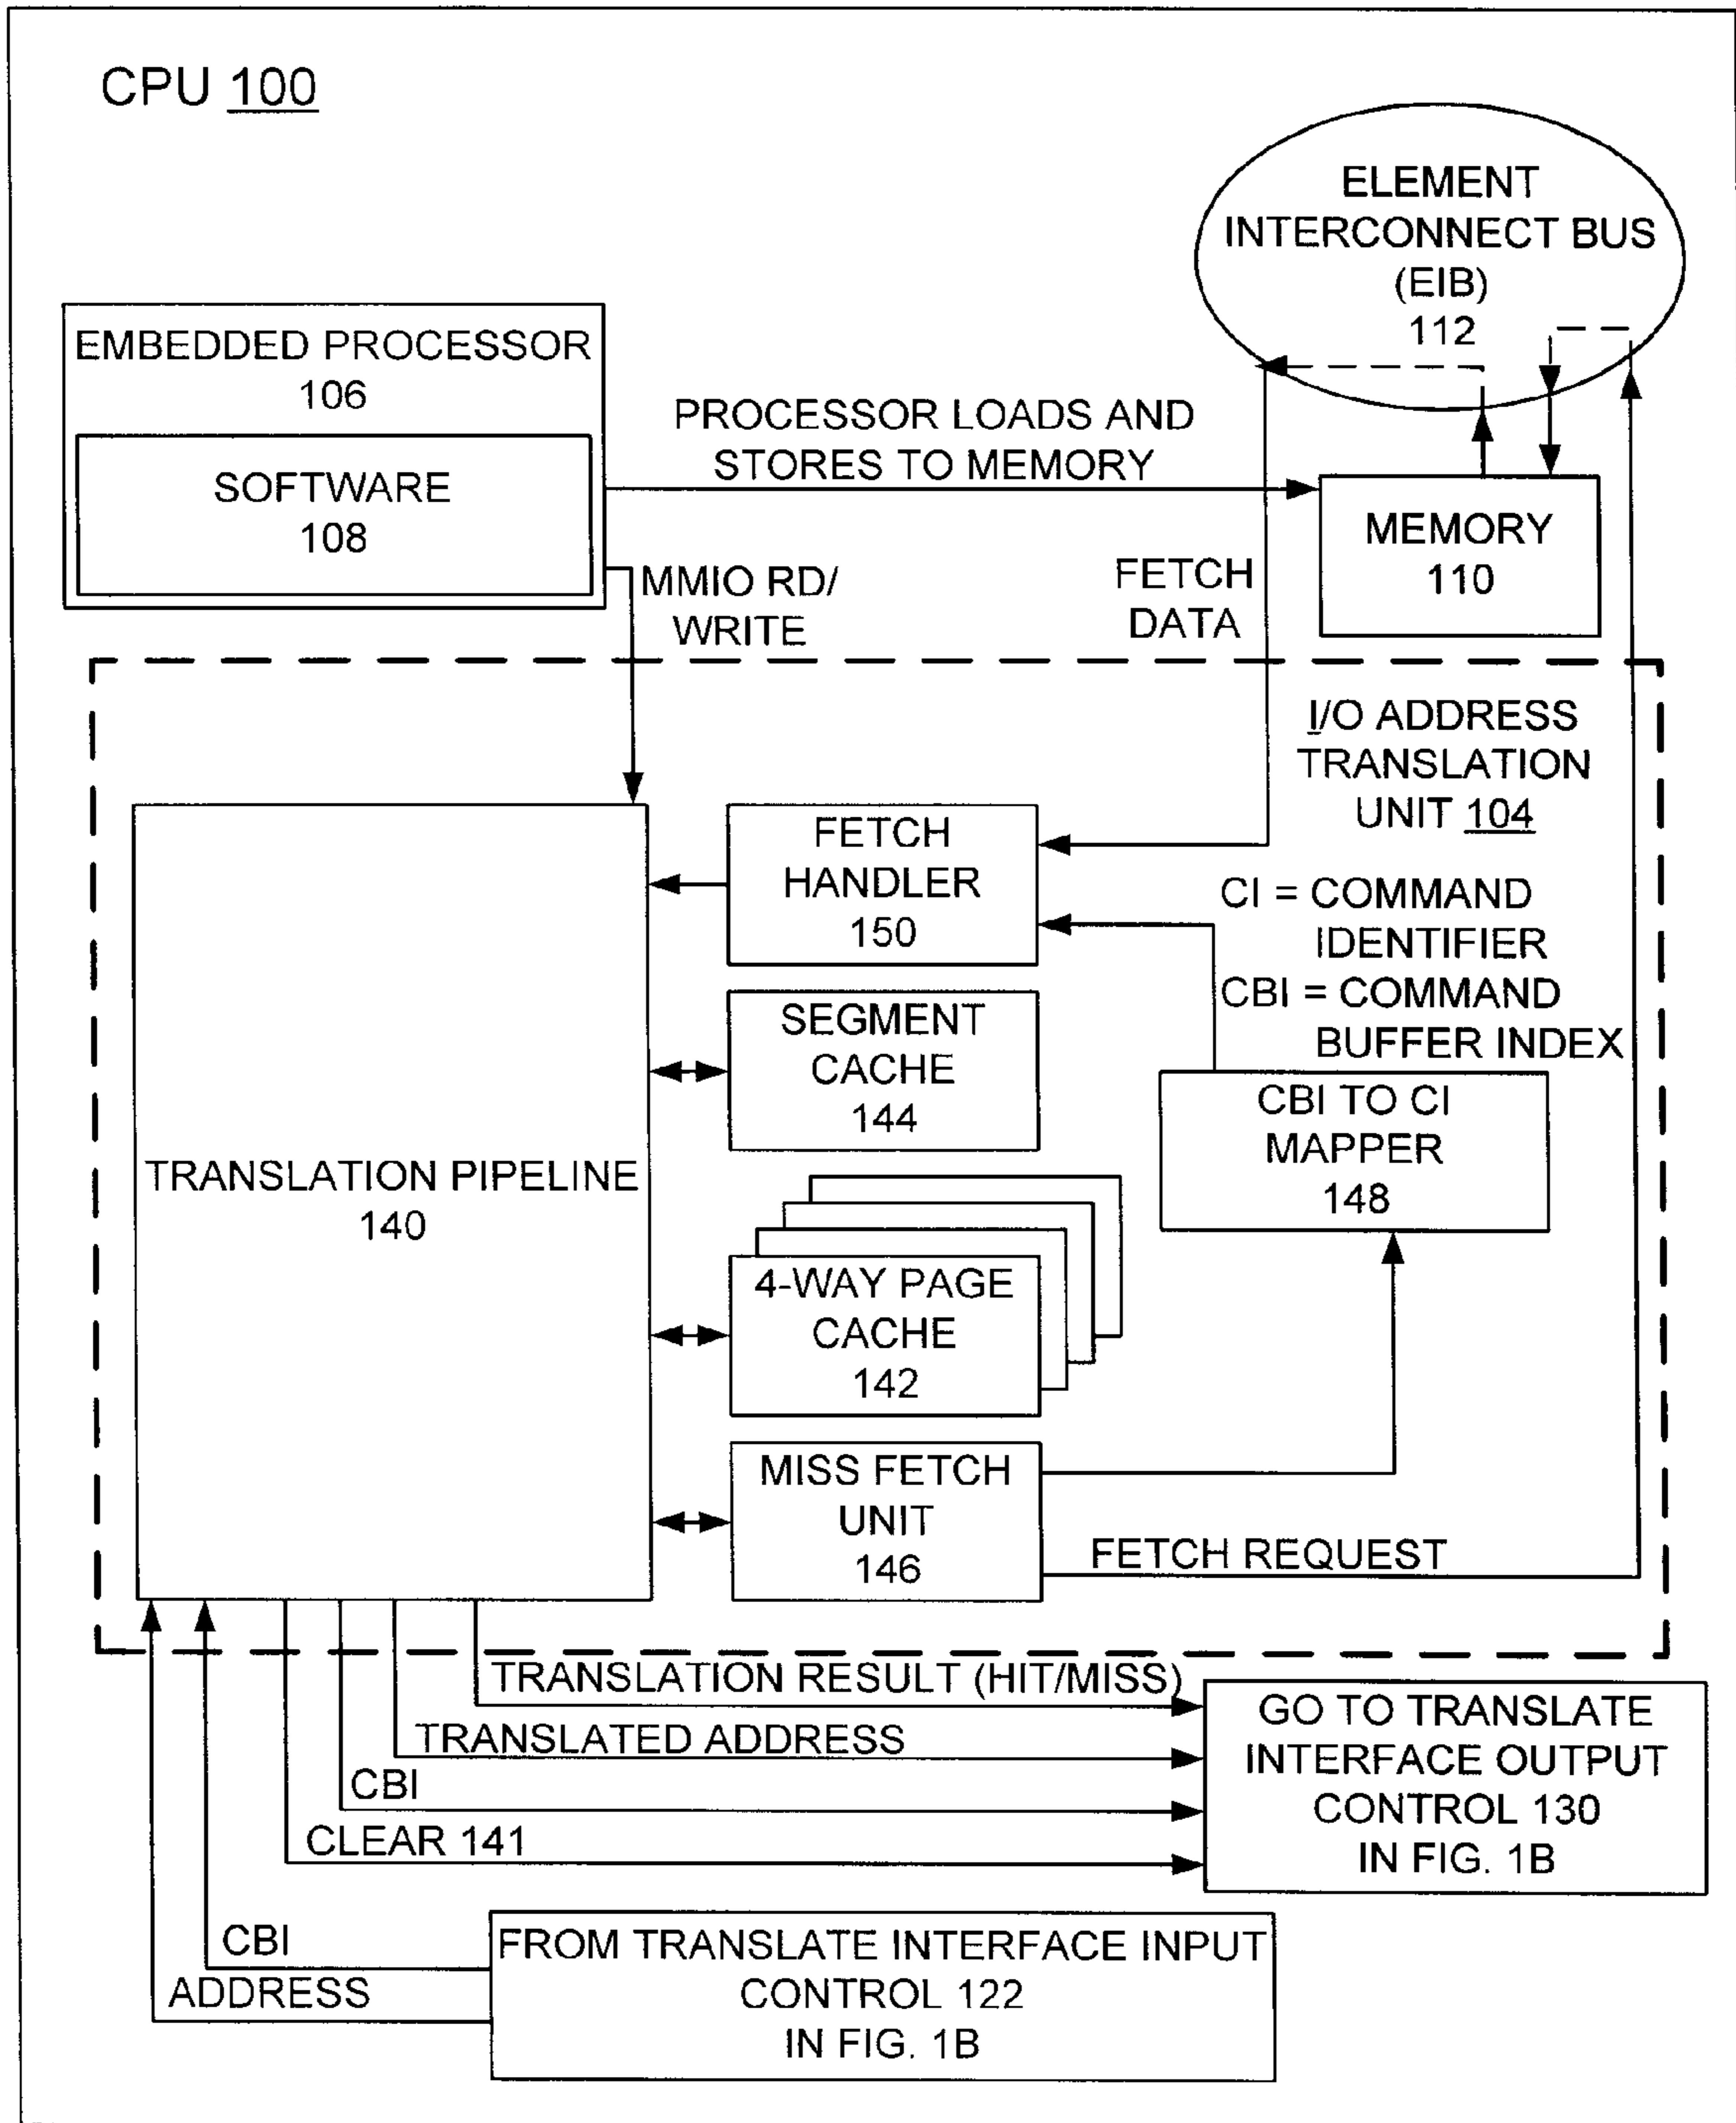 CPU 100
ELEMENT
INTERCONNECT BUS
(EIB)
112
EMBEDDED PROCESSOR
106
SOFTWARE
108
PROCESSOR LOADS AND
STORES TO MEMORY
MEMORY
110
MMIO RD/
WRITE
FETCH
DATA
I/O ADDRESS
TRANSLATION
UNIT 104
FETCH
HANDLER
150
CI = COMMAND
IDENTIFIER
CBI = COMMAND
BUFFER INDEX
SEGMENT
CACHE
144
CBI TO CI
MAPPER
148
TRANSLATION PIPELINE
140
4-WAY PAGE
CACHE
142
MISS FETCH
UNIT
146
FETCH REQUEST
TRANSLATION RESULT (HIT/MISS)
TRANSLATED ADDRESS
CBI
CLEAR 141
GO TO TRANSLATE
INTERFACE OUTPUT
CONTROL 130
IN FIG. 1B
CBI
ADDRESS
FROM TRANSLATE INTERFACE INPUT
CONTROL 122
IN FIG. 1B